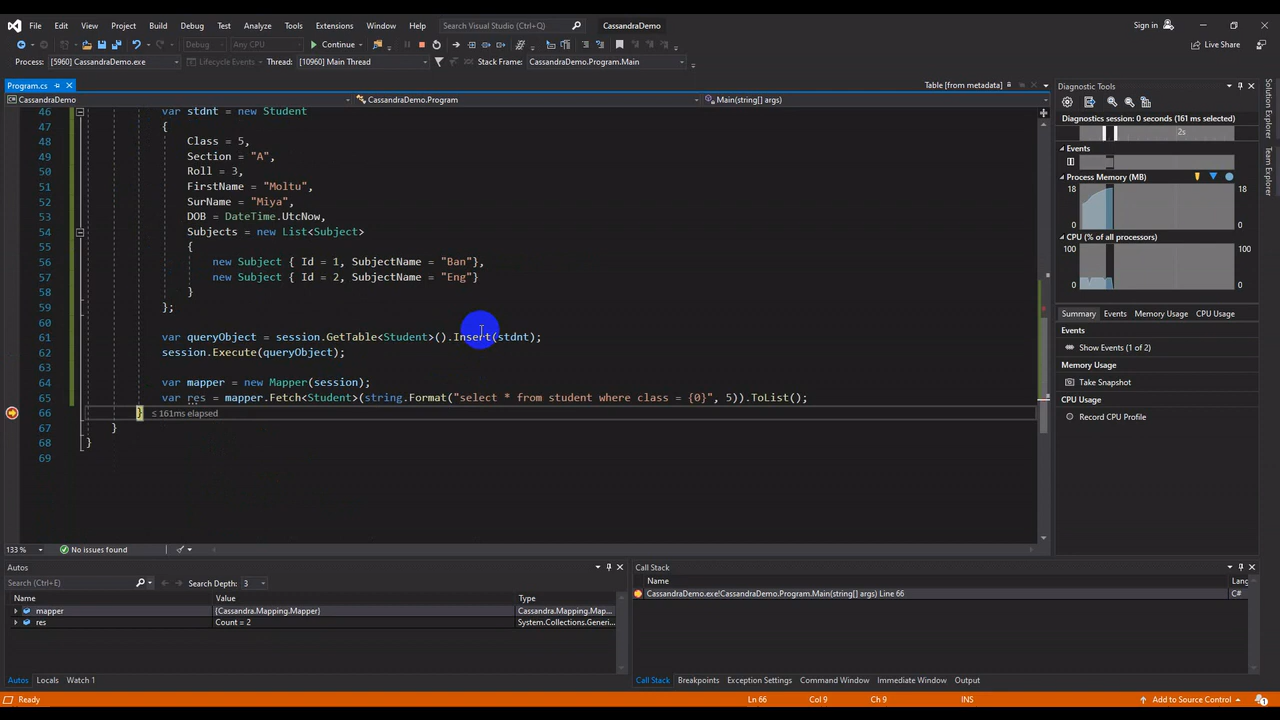 File Edit View Project Build Debug Test Analyze Tools Extensions Window Help Search Visual Studio (Ctrl+Q) CassandraDemo Sign in
Debug Any CPU Continue Live Share
Process: [5960] CassandraDemo.exe Lifecycle Events Thread: [10960] Main Thread Stack Frame: CassandraDemo.Program.Main
Program.cs Table [from metadata]
CassandraDemo CassandraDemo.Program Main(string[] args)
46 var stdnt = new Student
47 {
48 Class = 5,
49 Section = "A",
50 Roll = 3,
51 FirstName = "Moltu",
52 SurName = "Miya",
53 DOB = DateTime.UtcNow,
54 Subjects = new List<Subject>
55 {
56 new Subject { Id = 1, SubjectName = "Ban"},
57 new Subject { Id = 2, SubjectName = "Eng"}
58 }
59 };
60
61 var queryObject = session.GetTable<Student>().Insert(stdnt);
62 session.Execute(queryObject);
63
64 var mapper = new Mapper(session);
65 var res = mapper.Fetch<Student>(string.Format("select * from student where class = {0}", 5)).ToList();
66 } ≤ 161ms elapsed
67 }
68 }
69
133 % No issues found
Diagnostic Tools
Diagnostics session: 0 seconds (161 ms selected)
2s
Events
Process Memory (MB)
18 18
0 0
CPU (% of all processors)
100 100
0 0
Summary Events Memory Usage CPU Usage
Events
Show Events (1 of 2)
Memory Usage
Take Snapshot
CPU Usage
Record CPU Profile
Solution Explorer
Team Explorer
Autos
Search (Ctrl+E) Search Depth: 3
Name Value Type
mapper {Cassandra.Mapping.Mapper} Cassandra.Mapping.Map...
res Count = 2 System.Collections.Generi...
Autos Locals Watch 1
Call Stack
Name Lang
CassandraDemo.exe!CassandraDemo.Program.Main(string[] args) Line 66 C#
Call Stack Breakpoints Exception Settings Command Window Immediate Window Output
Ready Ln 66 Col 9 Ch 9 INS Add to Source Control 1